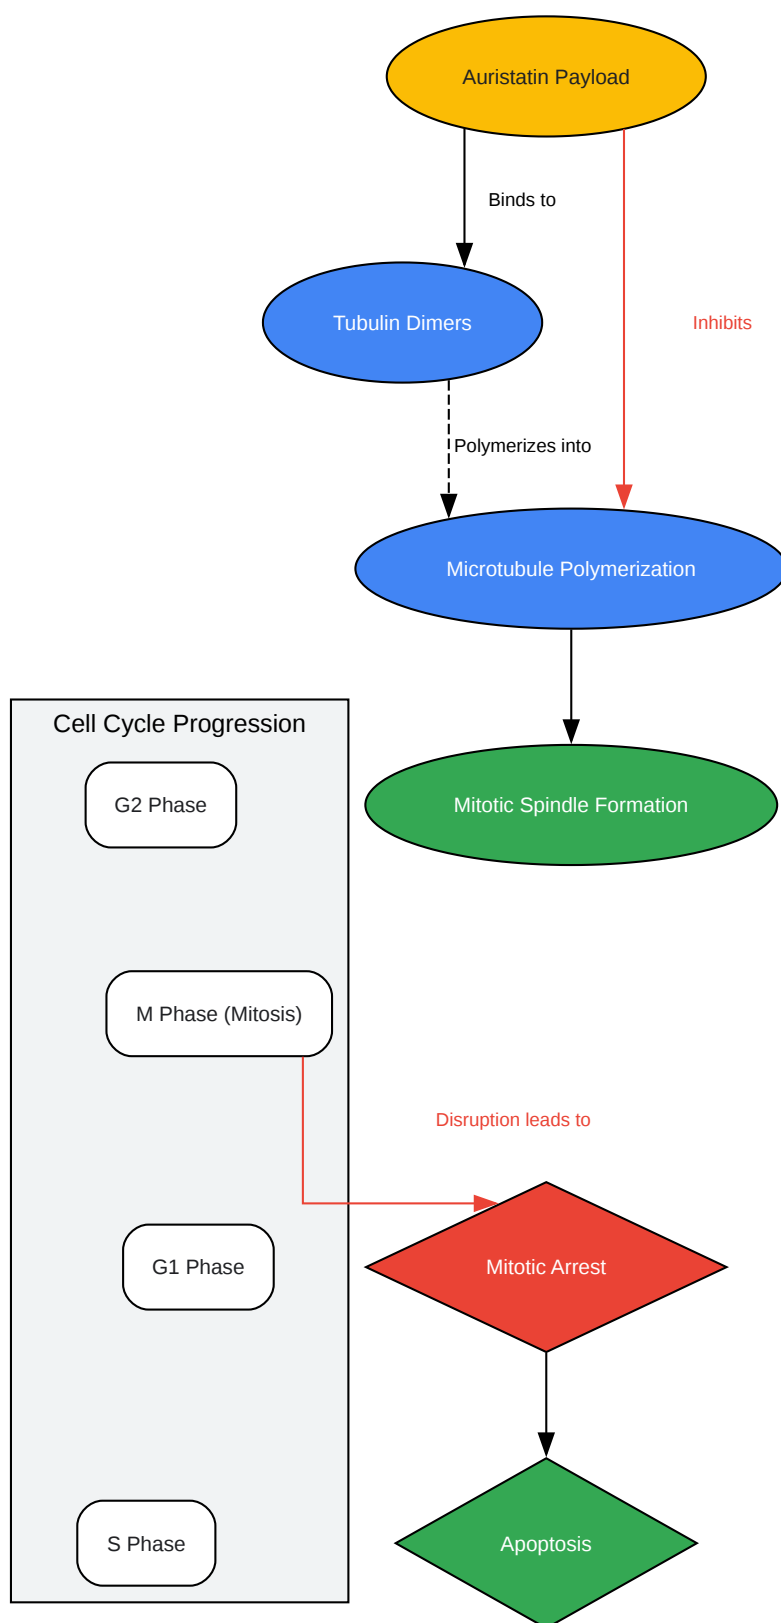 Auristatin Payload
Binds to
Tubulin Dimers
Inhibits
Polymerizes into
Microtubule Polymerization
Cell Cycle Progression
G2 Phase
Mitotic Spindle Formation
M Phase (Mitosis)
Disruption leads to
G1 Phase
Mitotic Arrest
S Phase
Apoptosis